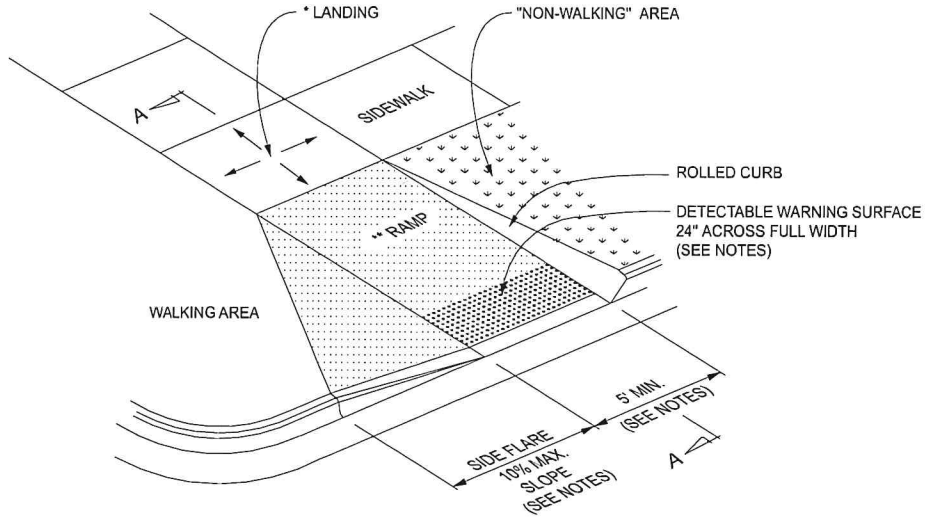 * LANDING
"NON-WALKING" AREA
A
SIDEWALK
ROLLED CURB
** RAMP
DETECTABLE WARNING SURFACE
24" ACROSS FULL WIDTH
(SEE NOTES)
WALKING AREA
5' MIN.
(SEE NOTES)
SIDE FLARE
10% MAX.
SLOPE
(SEE NOTES)
A